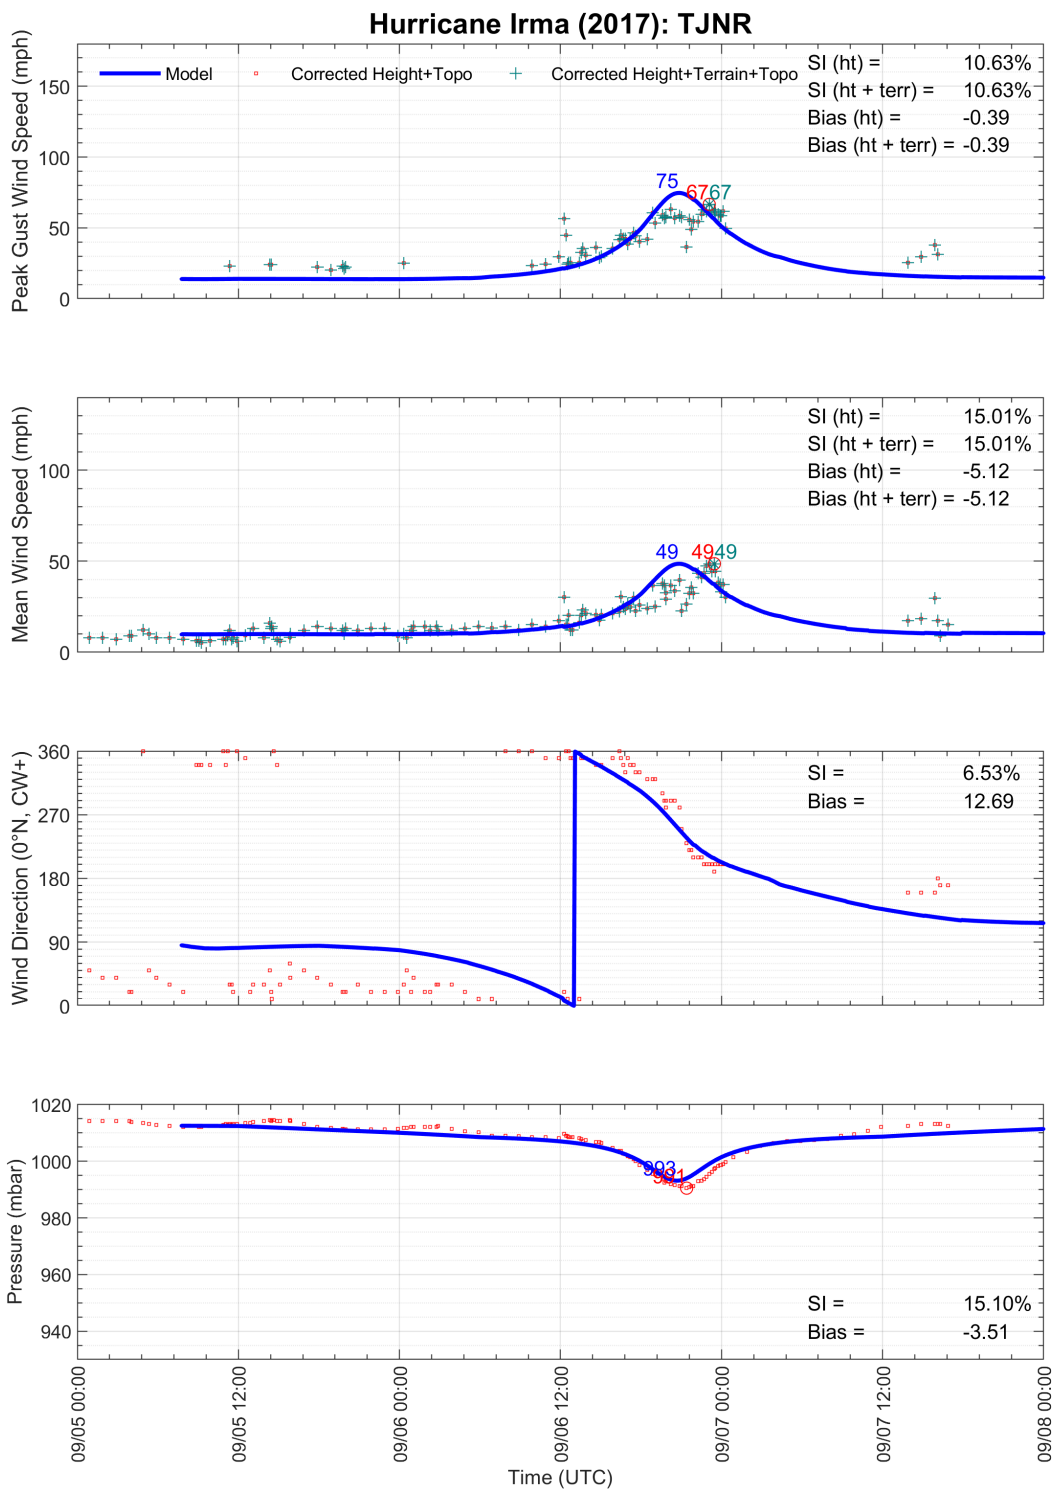 Hurricane Irma (2017): TJNR
Peak Gust Wind Speed (mph)
150
100
50
0
Model
Corrected Height+Topo
Corrected Height+Terrain+Topo
SI (ht) = 10.63%
SI (ht + terr) = 10.63%
Bias (ht) = -0.39
Bias (ht + terr) = -0.39
75
67
67
Mean Wind Speed (mph)
100
50
0
SI (ht) = 15.01%
SI (ht + terr) = 15.01%
Bias (ht) = -5.12
Bias (ht + terr) = -5.12
49
49
49
Wind Direction (0°N, CW+)
360
270
180
90
0
SI = 6.53%
Bias = 12.69
Pressure (mbar)
1020
1000
980
960
940
993
991
SI = 15.10%
Bias = -3.51
09/05 00:00
09/05 12:00
09/06 00:00
09/06 12:00
09/07 00:00
09/07 12:00
09/08 00:00
Time (UTC)